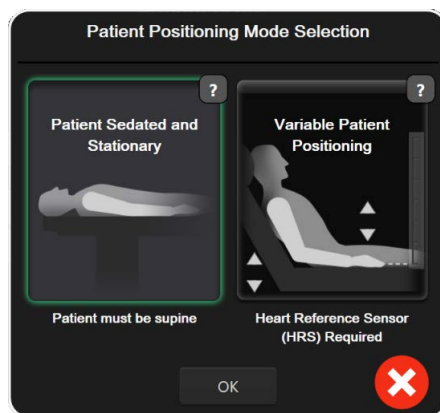 Patient Positioning Mode Selection
?
?
Patient Sedated and
Stationary
Variable Patient
Positioning
Patient must be supine
Heart Reference Sensor
(HRS) Required
OK